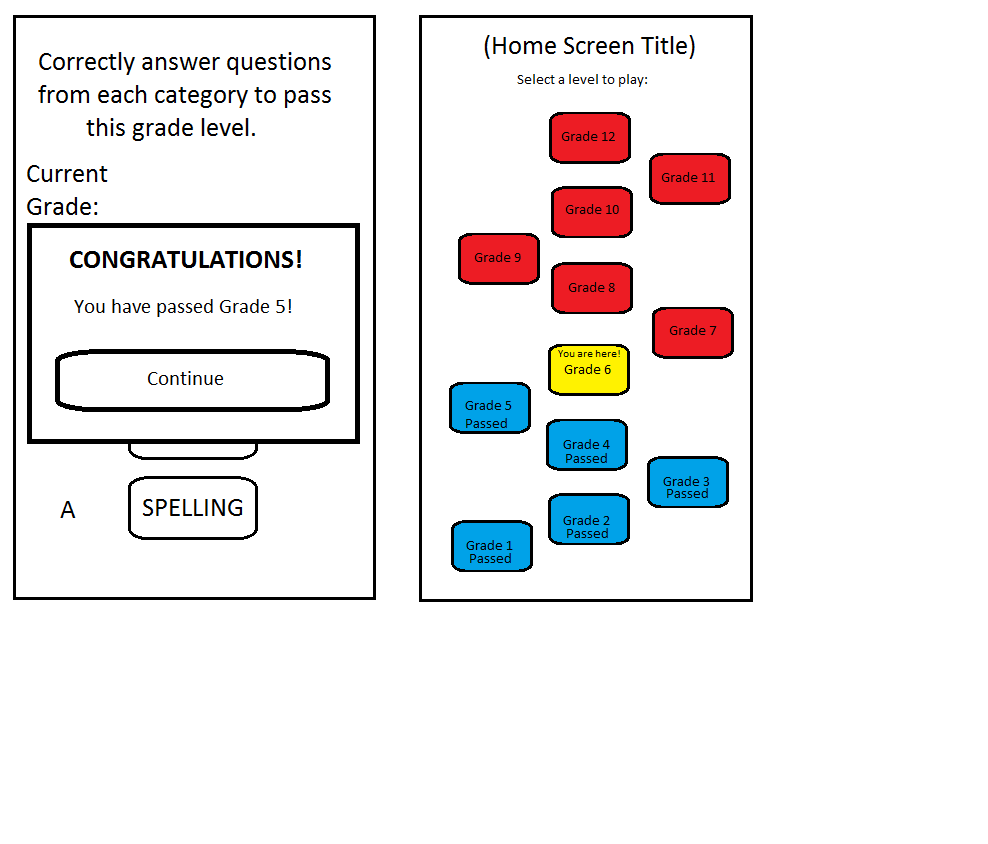 Correctly answer questions
from each category to pass
this grade level.
Current
Grade:
CONGRATULATIONS!
You have passed Grade 5!
Continue
A
SPELLING
(Home Screen Title)
Select a level to play:
Grade 12
Grade 11
Grade 10
Grade 9
Grade 8
Grade 7
You are here!
Grade 6
Grade 5
Passed
Grade 4
Passed
Grade 3
Passed
Grade 2
Passed
Grade 1
Passed